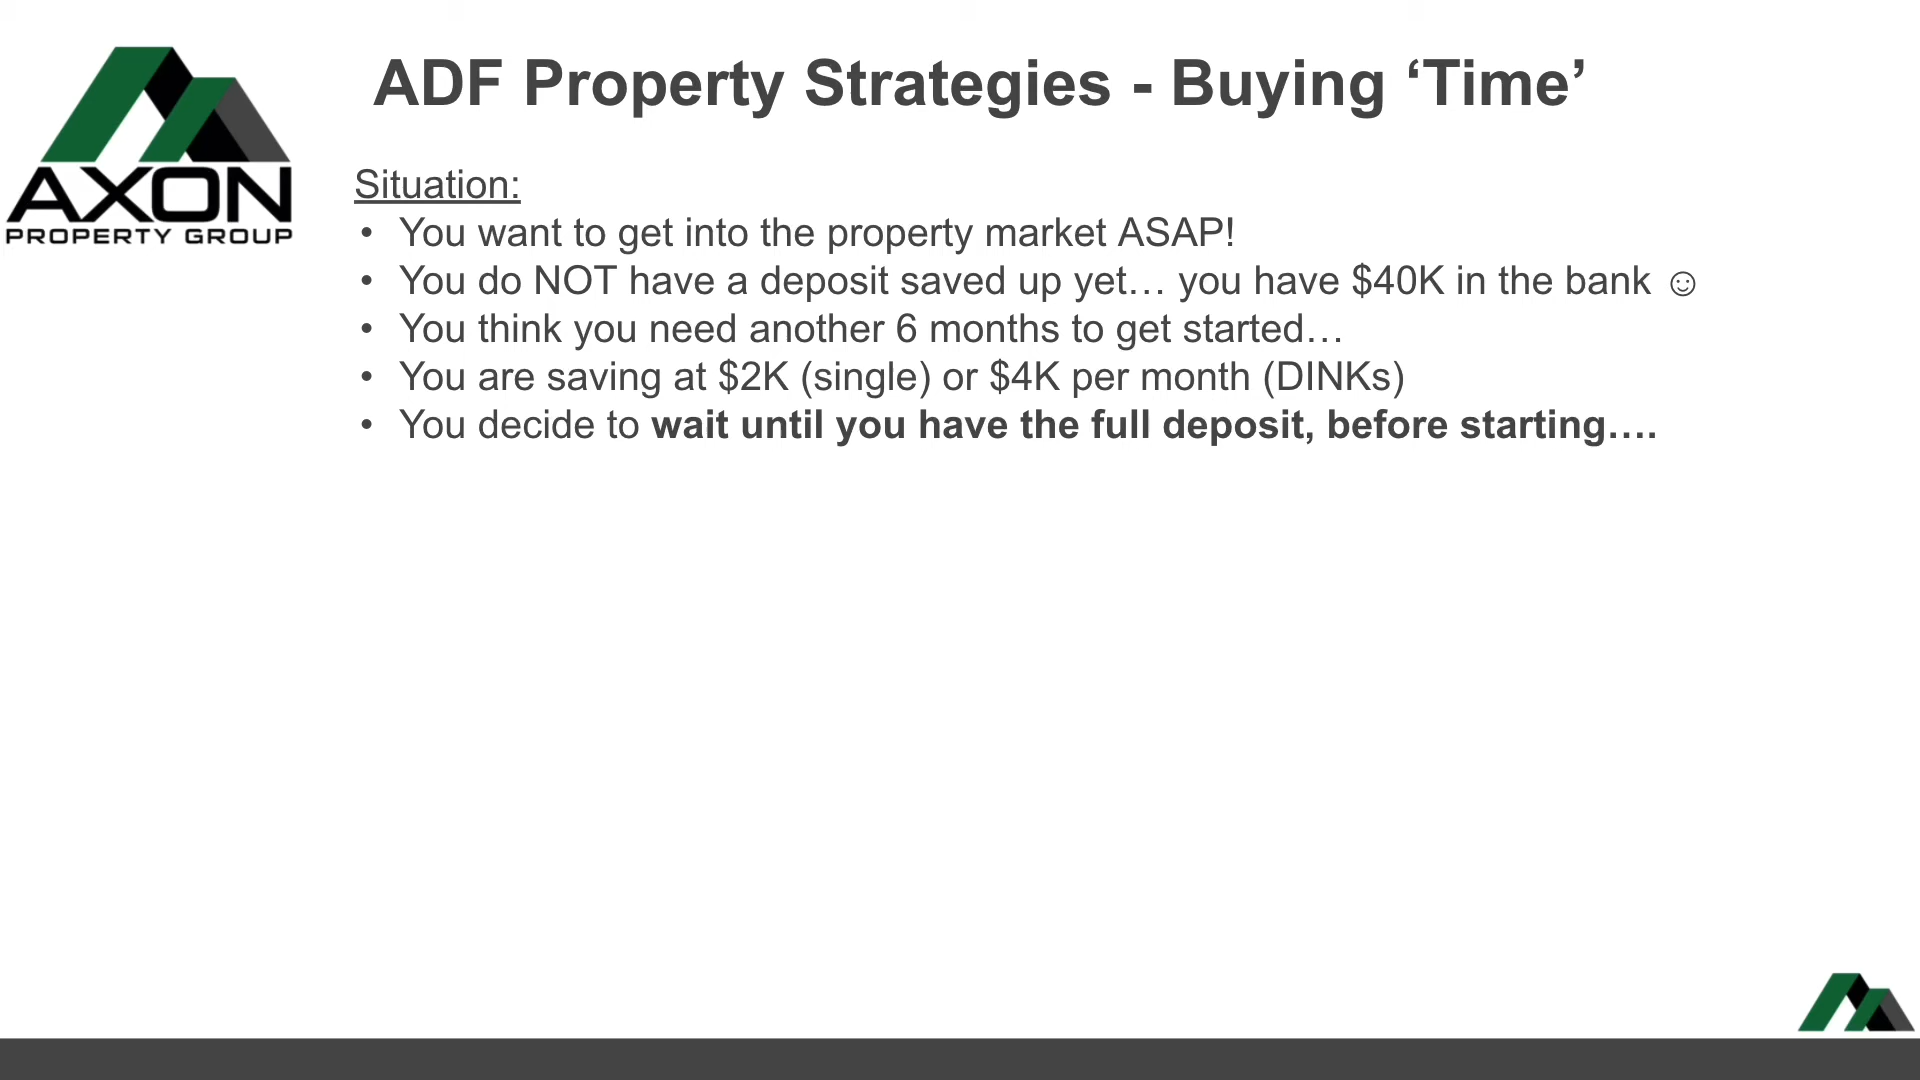 AXON
PROPERTY GROUP
ADF Property Strategies - Buying ‘Time’
Situation:
• You want to get into the property market ASAP!
• You do NOT have a deposit saved up yet… you have $40K in the bank ☺
• You think you need another 6 months to get started…
• You are saving at $2K (single) or $4K per month (DINKs)
• You decide to wait until you have the full deposit, before starting….